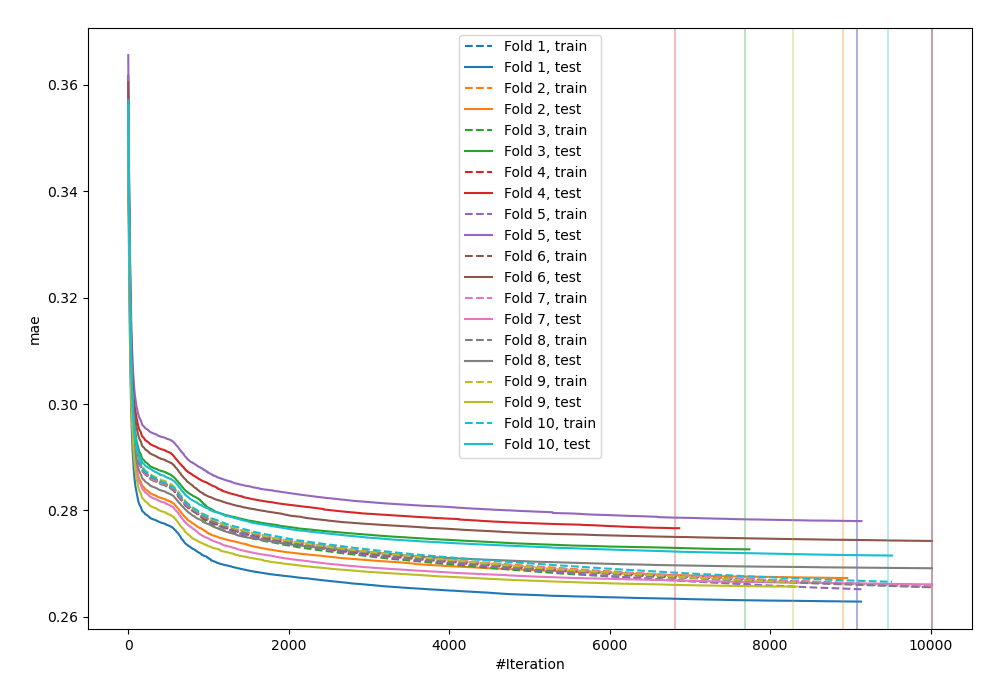 0.36
0.34
0.32
0.30
0.28
0.26
mae
Fold 1, train
Fold 1, test
Fold 2, train
Fold 2, test
Fold 3, train
Fold 3, test
Fold 4, train
Fold 4, test
Fold 5, train
Fold 5, test
Fold 6, train
Fold 6, test
Fold 7, train
Fold 7, test
Fold 8, train
Fold 8, test
Fold 9, train
Fold 9, test
Fold 10, train
Fold 10, test
0 2000 4000 6000 8000 10000
#Iteration